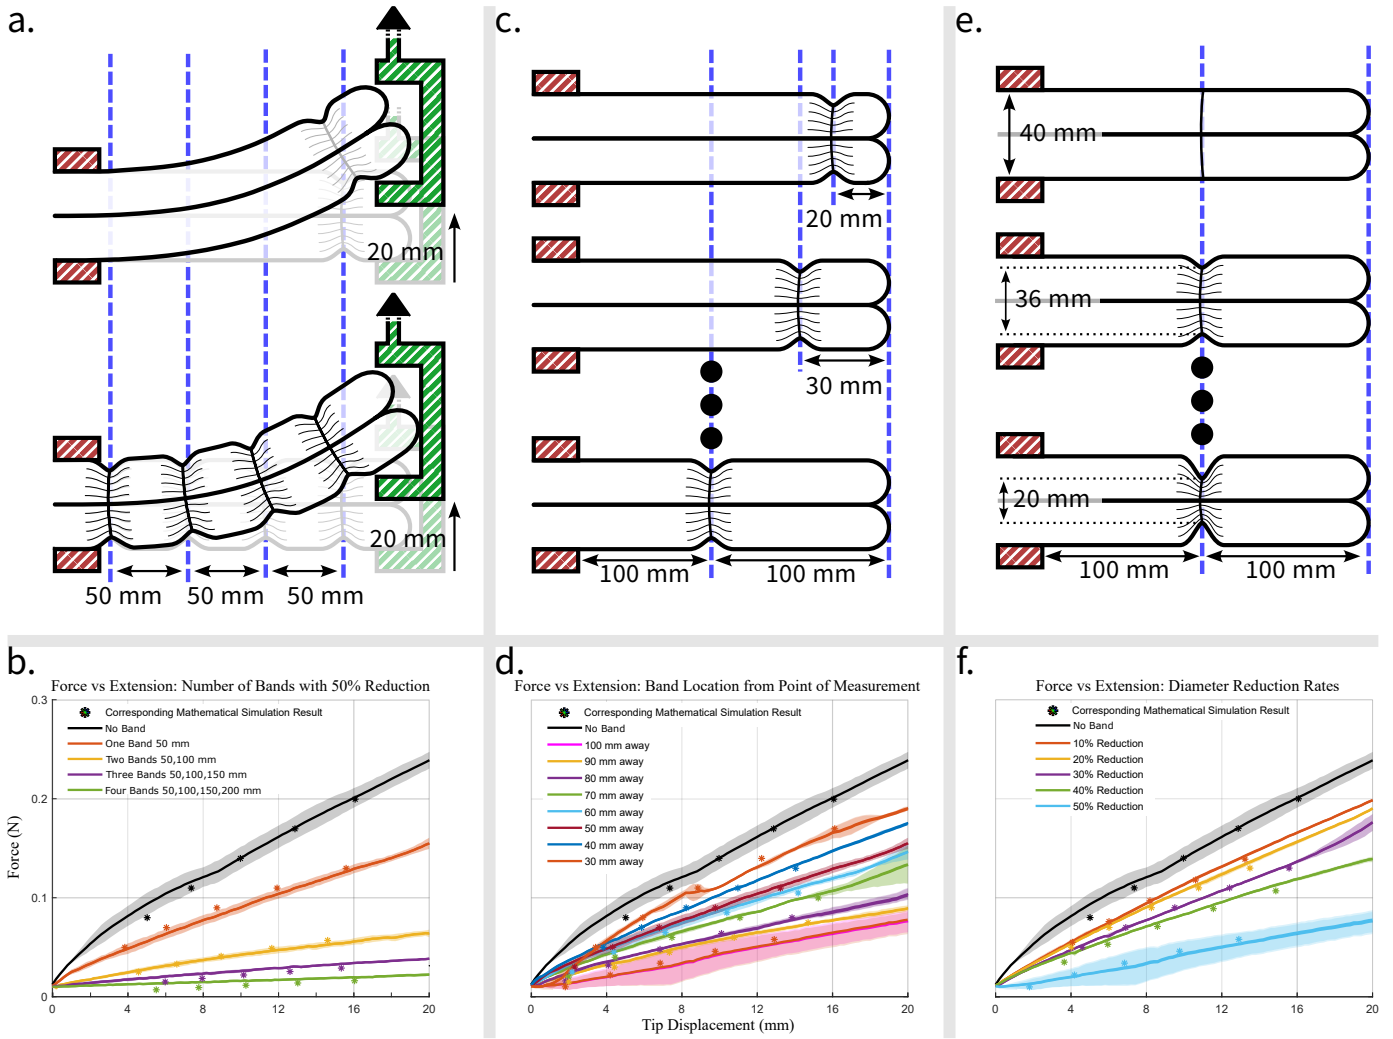 a.
20 mm
20 mm
50 mm
50 mm
50 mm
c.
20 mm
30 mm
100 mm
100 mm
e.
40 mm
36 mm
20 mm
100 mm
100 mm
b.
Force vs Extension: Number of Bands with 50% Reduction
Corresponding Mathematical Simulation Result
No Band
One Band 50 mm
Two Bands 50,100 mm
Three Bands 50,100,150 mm
Four Bands 50,100,150,200 mm
0.3
0.2
0.1
0
Force (N)
0
4
8
12
16
20
d.
Force vs Extension: Band Location from Point of Measurement
Corresponding Mathematical Simulation Result
No Band
100 mm away
90 mm away
80 mm away
70 mm away
60 mm away
50 mm away
40 mm away
30 mm away
0
4
8
12
16
20
Tip Displacement (mm)
f.
Force vs Extension: Diameter Reduction Rates
Corresponding Mathematical Simulation Result
No Band
10% Reduction
20% Reduction
30% Reduction
40% Reduction
50% Reduction
0
4
8
12
16
20